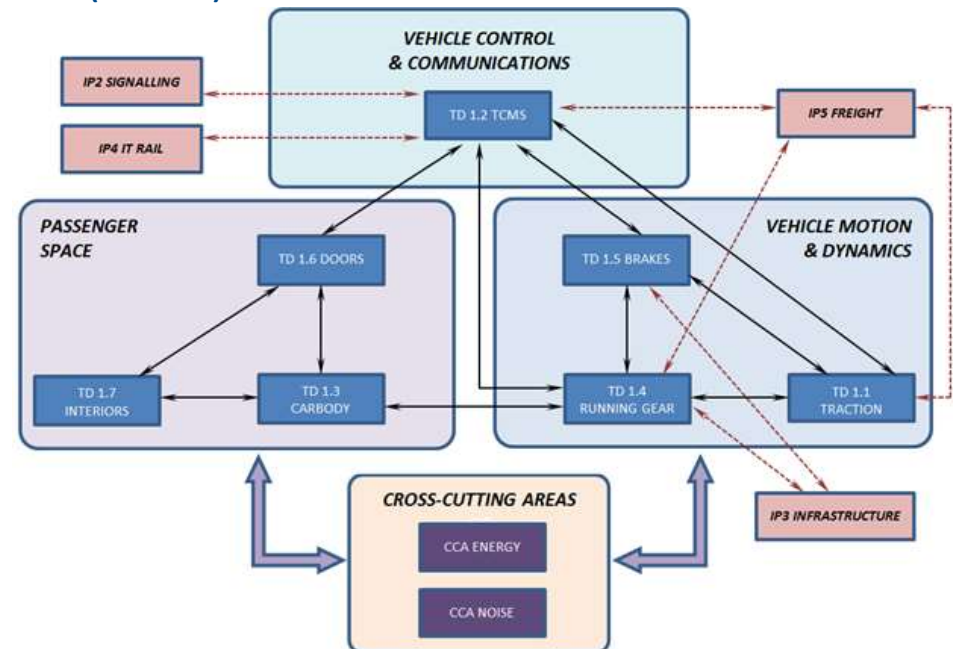 VEHICLE CONTROL
& COMMUNICATIONS
IP2 SIGNALLING
TD 1.2 TCMS
IP5 FREIGHT
IP4 IT RAIL
PASSENGER
SPACE
VEHICLE MOTION
& DYNAMICS
TD 1.6 DOORS
TD 1.5 BRAKES
TD 1.7
INTERIORS
TD 1.3
CARBODY
TD 1.4
RUNNING GEAR
TD 1.1
TRACTION
CROSS-CUTTING AREAS
IP3 INFRASTRUCTURE
CCA ENERGY
CCA NOISE